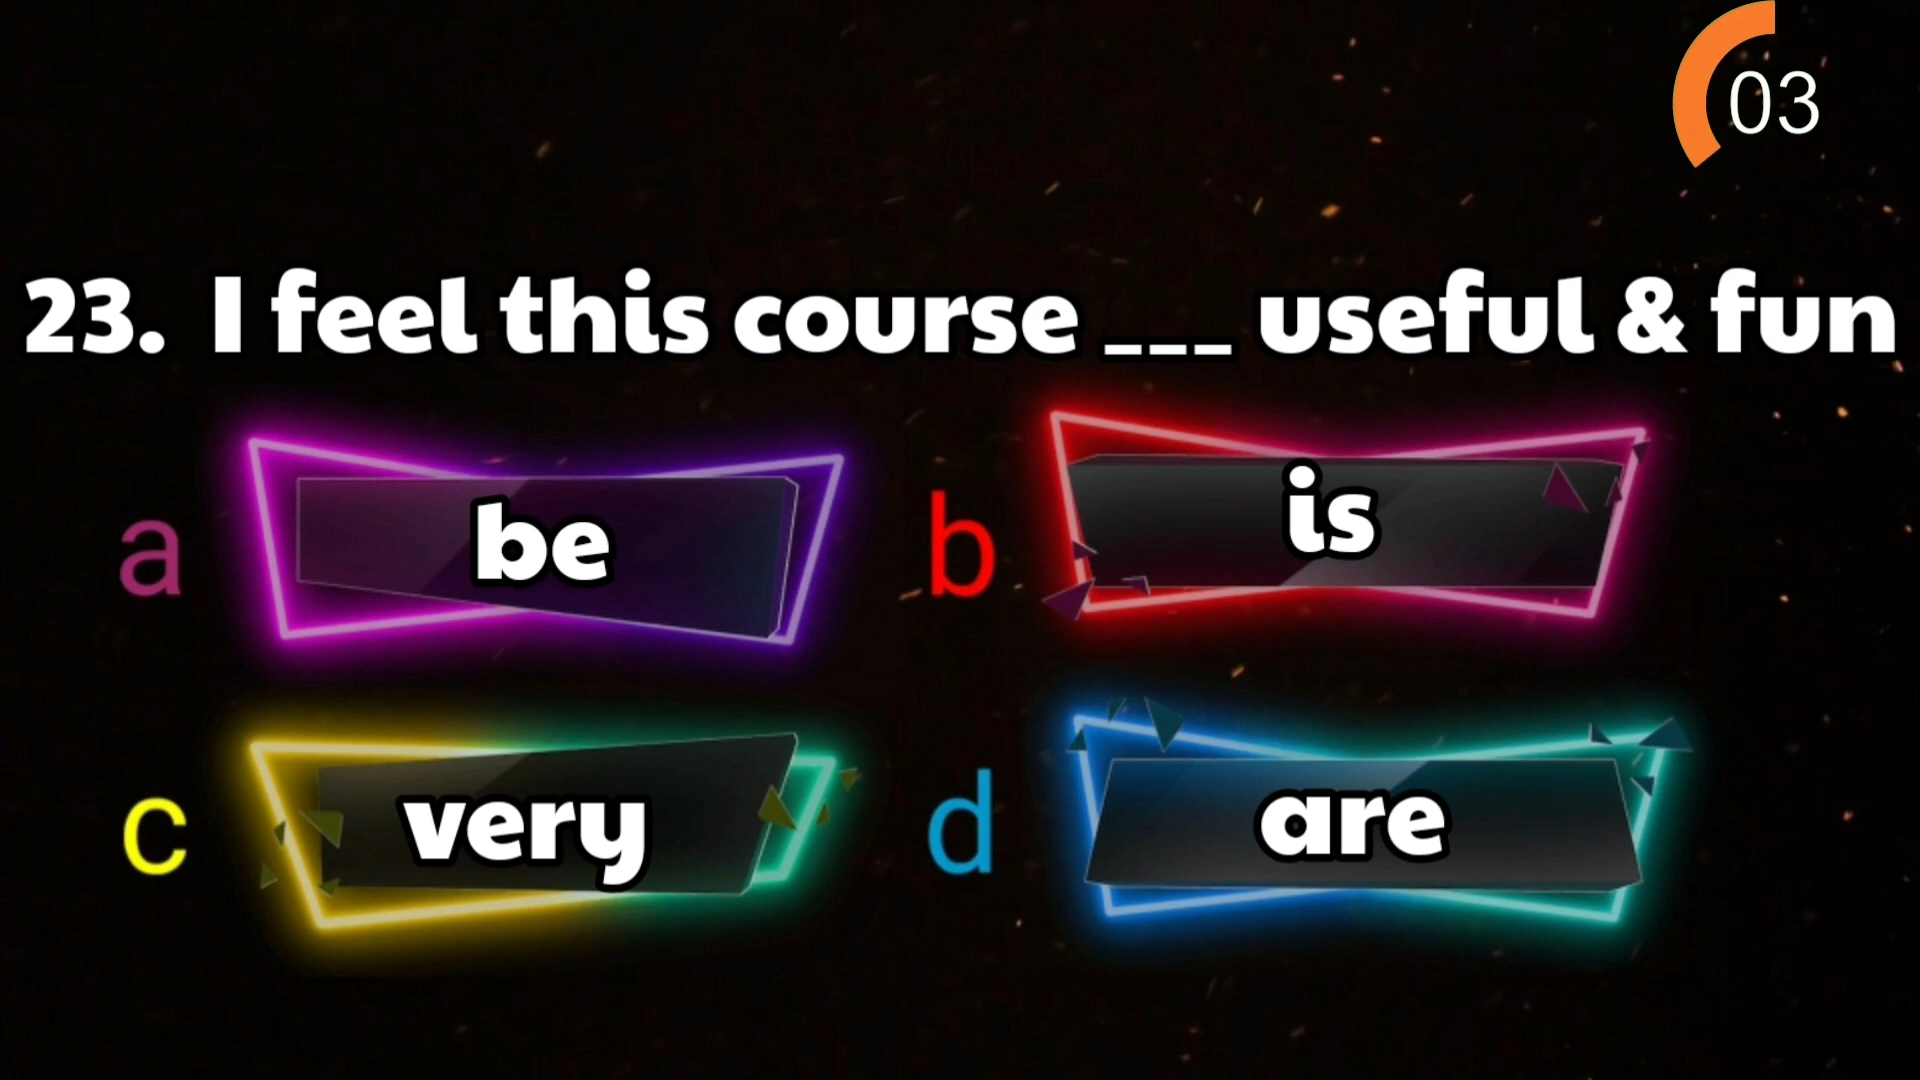 03
23. I feel this course ___ useful & fun
a be
b is
c very
d are